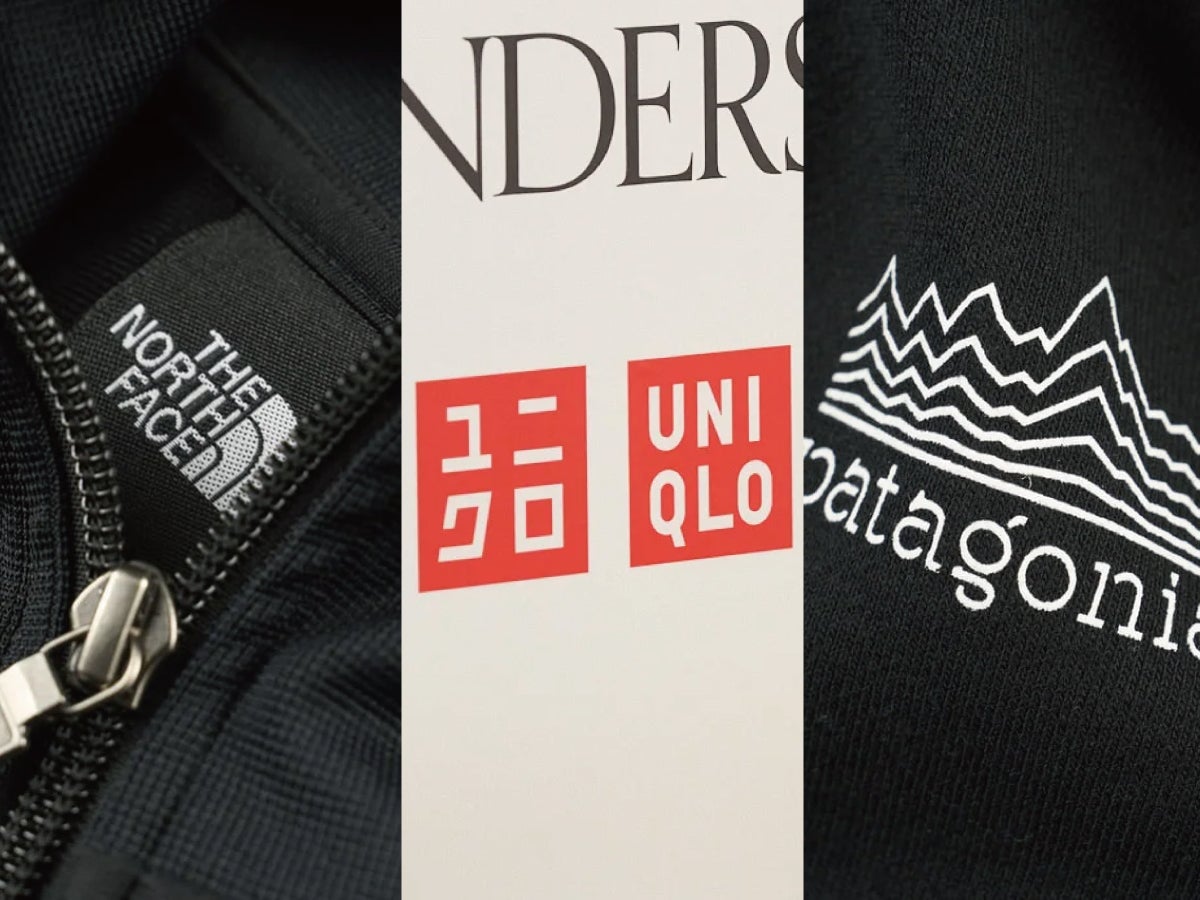 THE
NORTH
FACE
NDERS
ユニ
クロ
UNI
QLO
patagonia